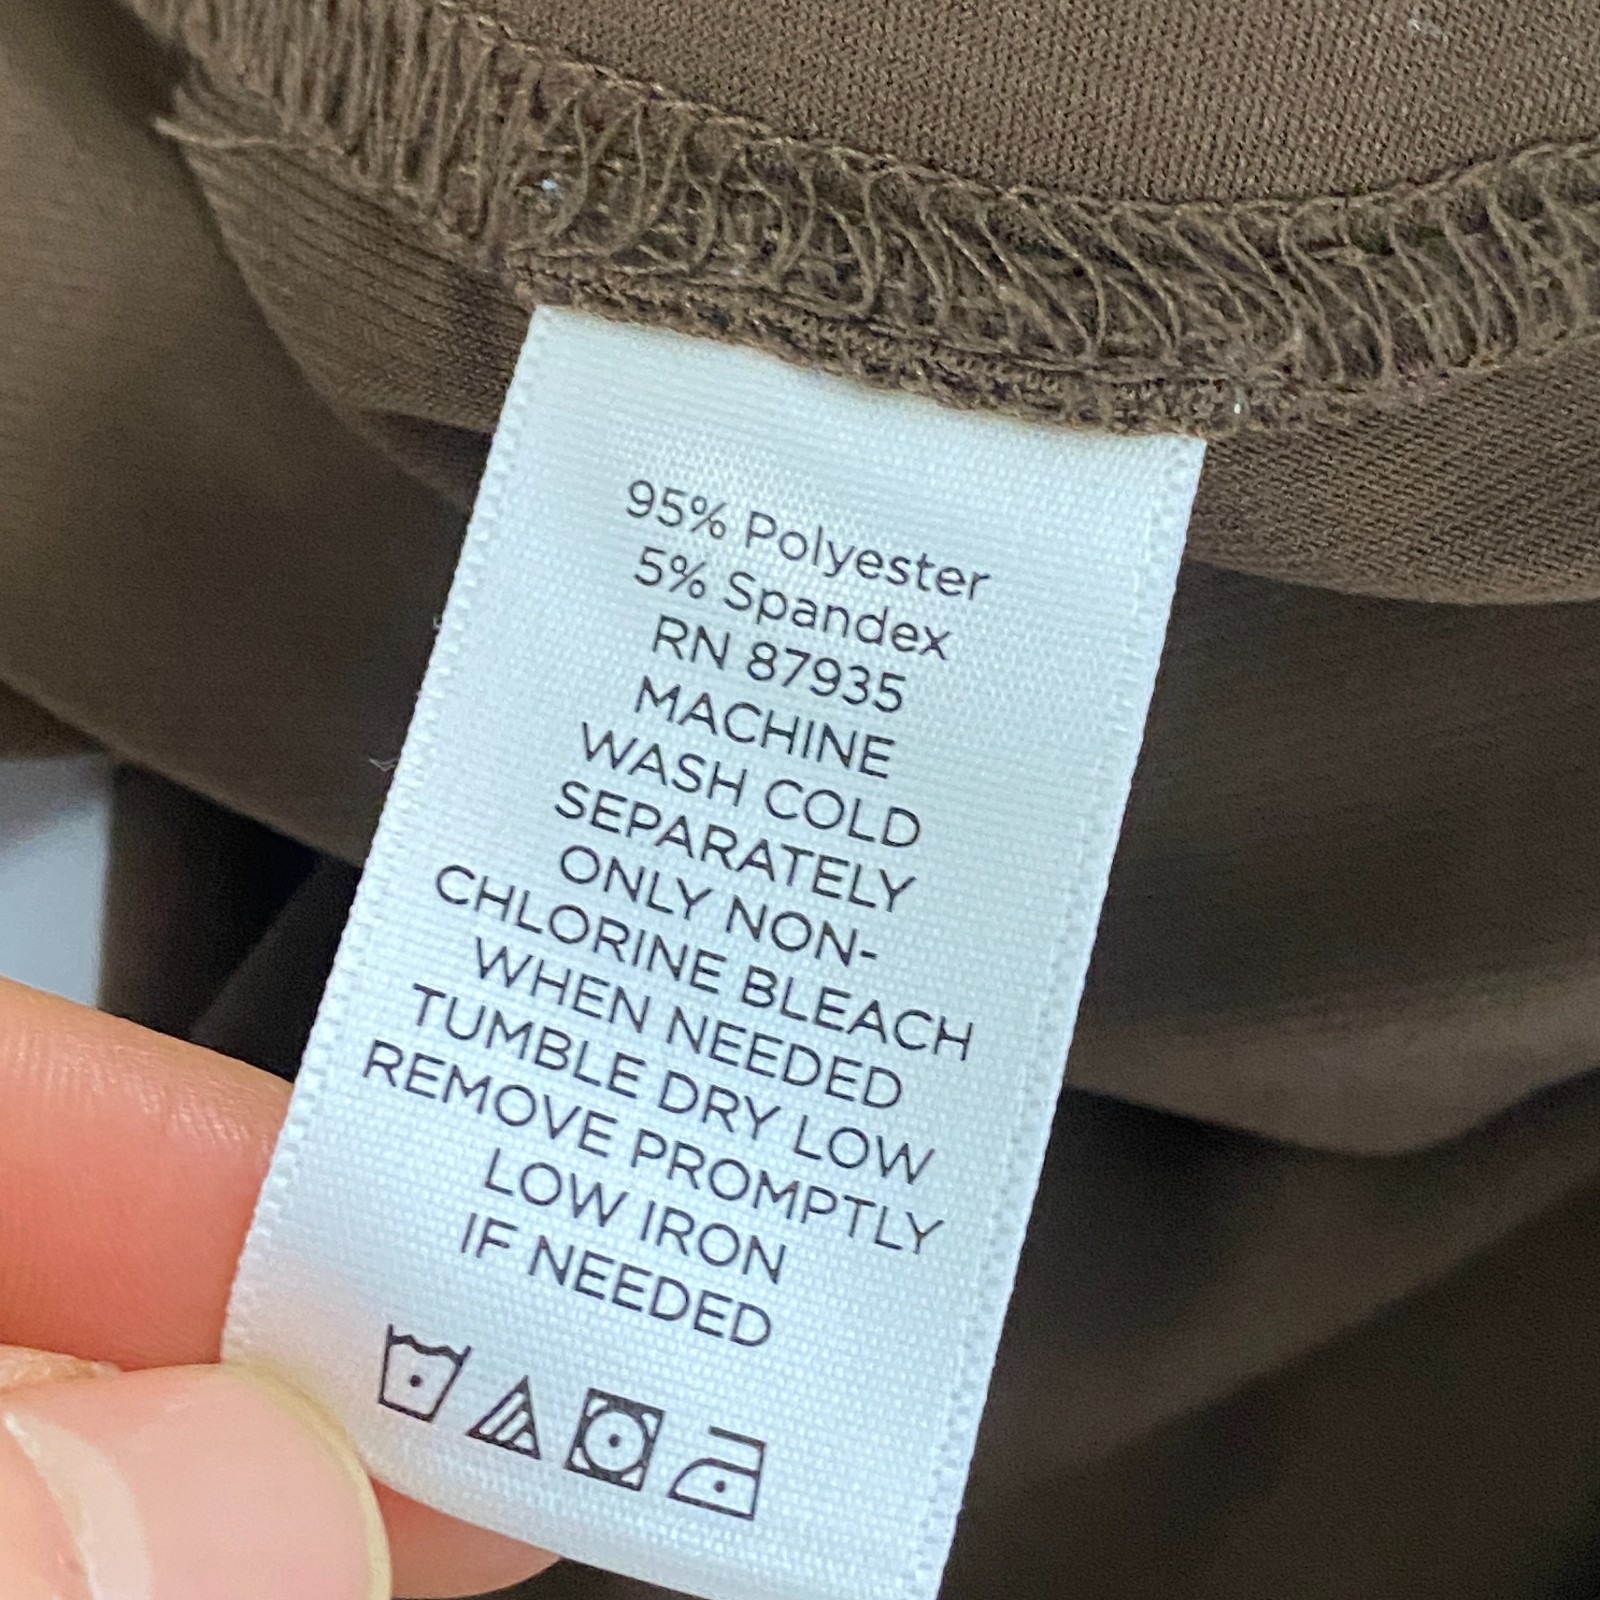 95% Polyester
5% Spandex
RN 87935
MACHINE
WASH COLD
SEPARATELY
ONLY NON-
CHLORINE BLEACH
WHEN NEEDED
TUMBLE DRY LOW
REMOVE PROMPTLY
LOW IRON
IF NEEDED